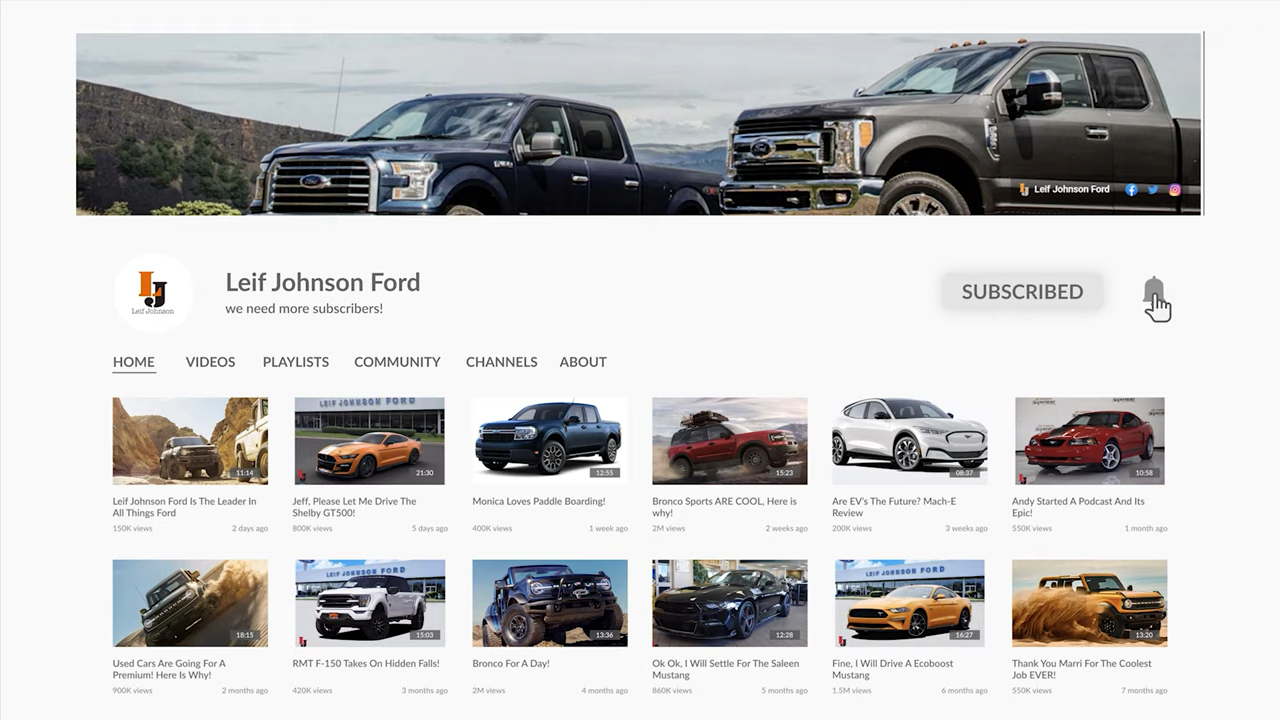 Leif Johnson Ford
LJ
Leif Johnson
Leif Johnson Ford
we need more subscribers!
SUBSCRIBED
HOME VIDEOS PLAYLISTS COMMUNITY CHANNELS ABOUT
11:14
LEIF JOHNSON FORD
21:30
12:55
15:23
08:37
10:58
Leif Johnson Ford Is The Leader In
All Things Ford
150K views 2 days ago
Jeff, Please Let Me Drive The
Shelby GT500!
800K views 5 days ago
Monica Loves Paddle Boarding!
400K views 1 week ago
Bronco Sports ARE COOL, Here is
why!
2M views 2 weeks ago
Are EV's The Future? Mach-E
Review
200K views 3 weeks ago
Andy Started A Podcast And Its
Epic!
550K views 1 month ago
18:15
LEIF JOHNSON FORD
15:03
13:36
12:28
LEIF JOHNSON FORD
16:27
13:20
Used Cars Are Going For A
Premium! Here Is Why!
900K views 2 months ago
RMT F-150 Takes On Hidden Falls!
420K views 3 months ago
Bronco For A Day!
2M views 4 months ago
Ok Ok, I Will Settle For The Saleen
Mustang
860K views 5 months ago
Fine, I Will Drive A Ecoboost
Mustang
1.5M views 6 months ago
Thank You Marri For The Coolest
Job EVER!
550K views 7 months ago